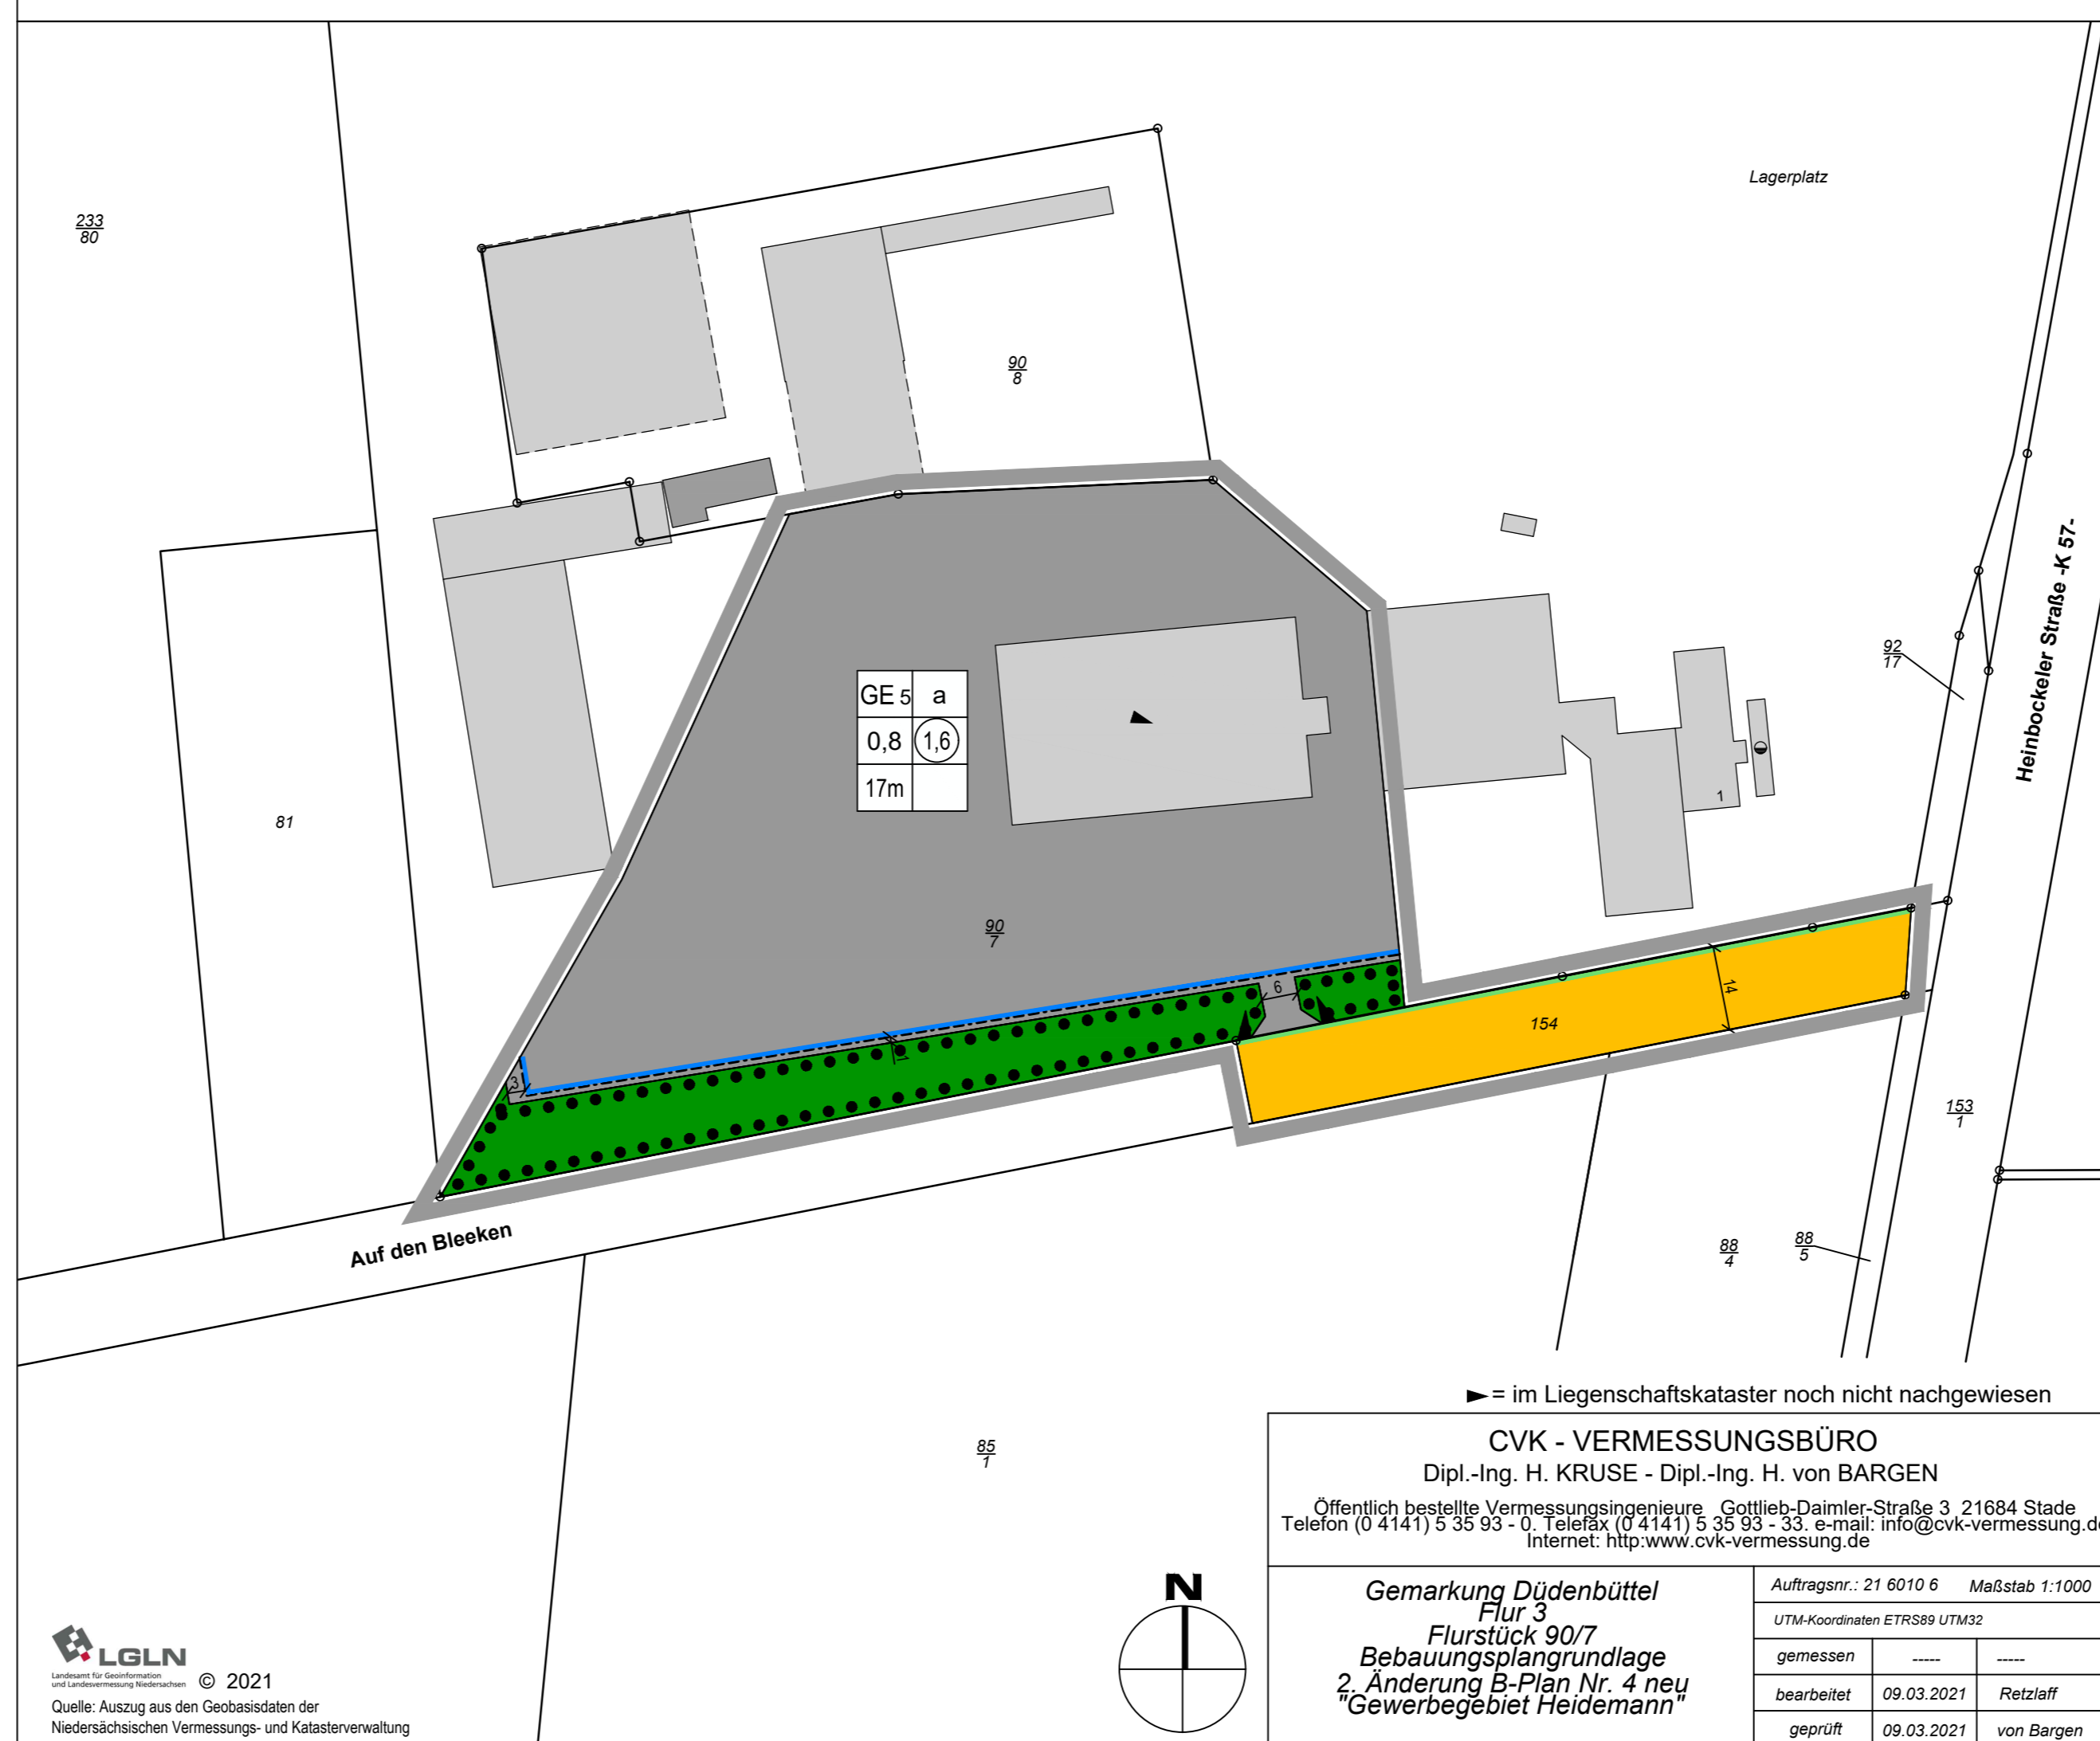 Lagerplatz
233
80
90
8
92
17
Heinbockeler Straße -K 57-
GE 5 a
0,8 1,6
17m
1
81
90
7
6
14
154
3
1
153
1
Auf den Bleeken
88
4
88
5
= im Liegenschaftskataster noch nicht nachgewiesen
85
1
CVK - VERMESSUNGSBÜRO
Dipl.-Ing. H. KRUSE - Dipl.-Ing. H. von BARGEN
Öffentlich bestellte Vermessungsingenieure Gottlieb-Daimler-Straße 3 21684 Stade
Telefon (0 4141) 5 35 93 - 0. Telefax (0 4141) 5 35 93 - 33. e-mail: info@cvk-vermessung.de
Internet: http:www.cvk-vermessung.de
N
Gemarkung Düdenbüttel
Flur 3
Flurstück 90/7
Bebauungsplangrundlage
2. Änderung B-Plan Nr. 4 neu
"Gewerbegebiet Heidemann"
Auftragsnr.: 21 6010 6 Maßstab 1:1000
UTM-Koordinaten ETRS89 UTM32
gemessen ----- -----
bearbeitet 09.03.2021 Retzlaff
geprüft 09.03.2021 von Bargen
LGLN
Landesamt für Geoinformation
und Landesvermessung Niedersachsen © 2021
Quelle: Auszug aus den Geobasisdaten der
Niedersächsischen Vermessungs- und Katasterverwaltung